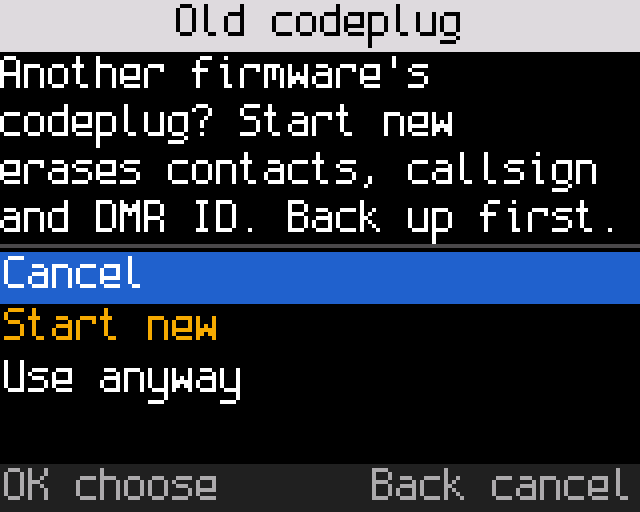 Old codeplug
Another firmware's
codeplug? Start new
erases contacts, callsign
and DMR ID. Back up first.
Cancel
Start new
Use anyway
OK choose
Back cancel